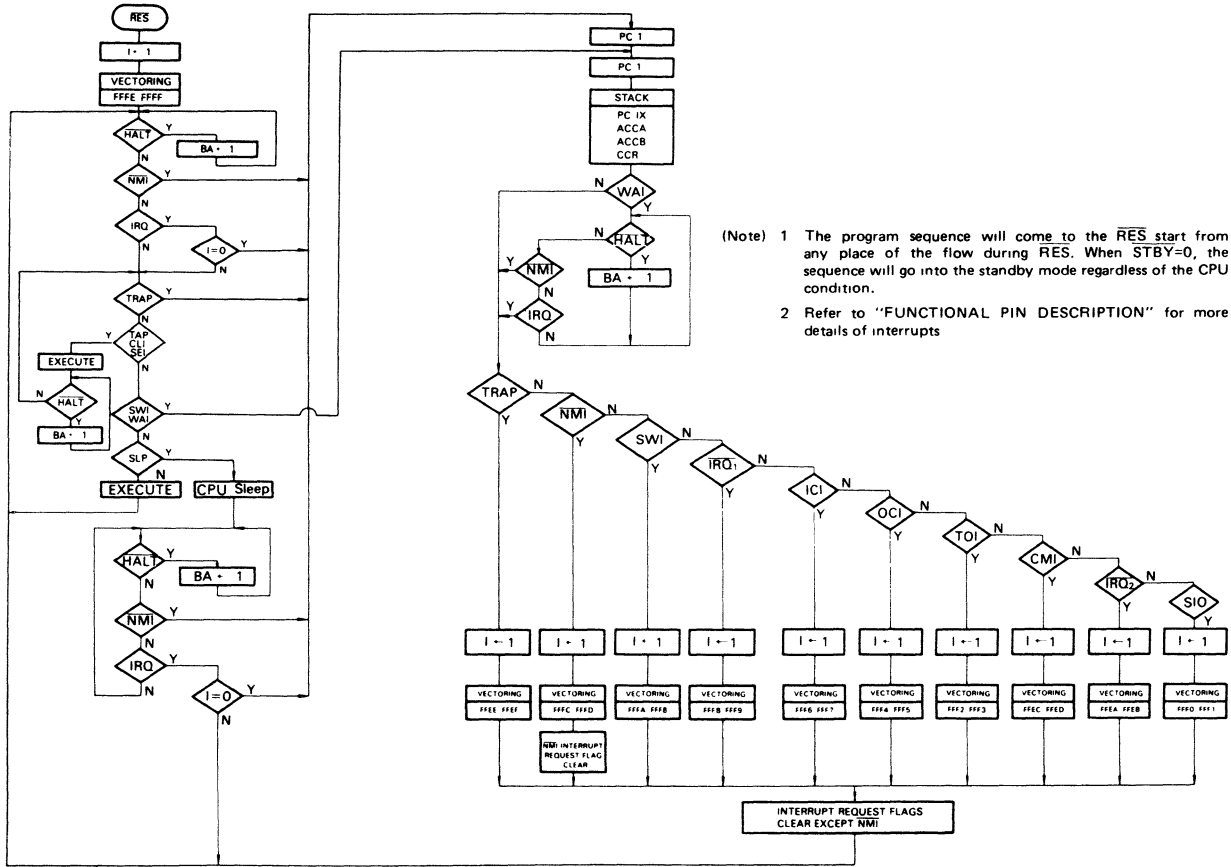 RES
I ← 1
VECTORING
FFFE FFFF
HALT
Y
BA ← 1
N
NMI
Y
N
IRQ
Y
N
I=0
Y
N
TRAP
Y
N
TAP
CLI
SEI
Y
N
EXECUTE
HALT
N
Y
BA ← 1
SWI
WAI
Y
N
SLP
Y
N
EXECUTE
CPU Sleep
HALT
Y
N
BA ← 1
NMI
Y
N
IRQ
Y
N
I=0
Y
N
PC 1
PC 1
STACK
PC IX
ACCA
ACCB
CCR
WAI
N
Y
HALT
N
Y
BA ← 1
NMI
Y
N
IRQ
Y
N
(Note) 1 The program sequence will come to the RES start from
any place of the flow during RES. When STBY=0, the
sequence will go into the standby mode regardless of the CPU
condition.
2 Refer to "FUNCTIONAL PIN DESCRIPTION" for more
details of interrupts
TRAP
N
Y
NMI
N
Y
SWI
N
Y
IRQ1
N
Y
ICI
N
Y
OCI
N
Y
TOI
N
Y
CMI
N
Y
IRQ2
N
Y
SIO
Y
I ← 1
I ← 1
I ← 1
I ← 1
I ← 1
I ← 1
I ← 1
I ← 1
I ← 1
I ← 1
VECTORING
FFEE FFEF
VECTORING
FFFC FFFD
VECTORING
FFFA FFFB
VECTORING
FFF8 FFF9
VECTORING
FFF6 FFF7
VECTORING
FFF4 FFF5
VECTORING
FFF2 FFF3
VECTORING
FFEC FFED
VECTORING
FFEA FFEB
VECTORING
FFF0 FFF1
NMI INTERRUPT
REQUEST FLAG
CLEAR
INTERRUPT REQUEST FLAGS
CLEAR EXCEPT NMI